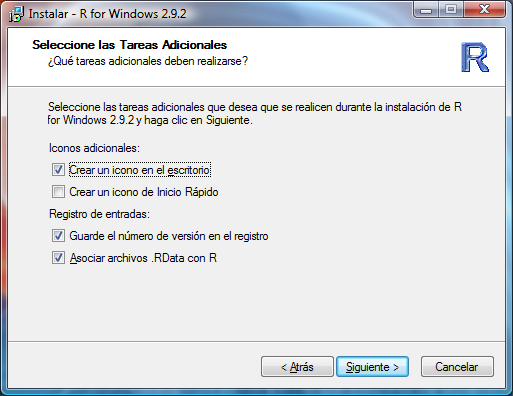 Instalar - R for Windows 2.9.2
Seleccione las Tareas Adicionales
¿Qué tareas adicionales deben realizarse?
R
Seleccione las tareas adicionales que desea que se realicen durante la instalación de R
for Windows 2.9.2 y haga clic en Siguiente.
Iconos adicionales:
Crear un icono en el escritorio
Crear un icono de Inicio Rápido
Registro de entradas:
Guarde el número de versión en el registro
Asociar archivos .RData con R
< Atrás
Siguiente >
Cancelar